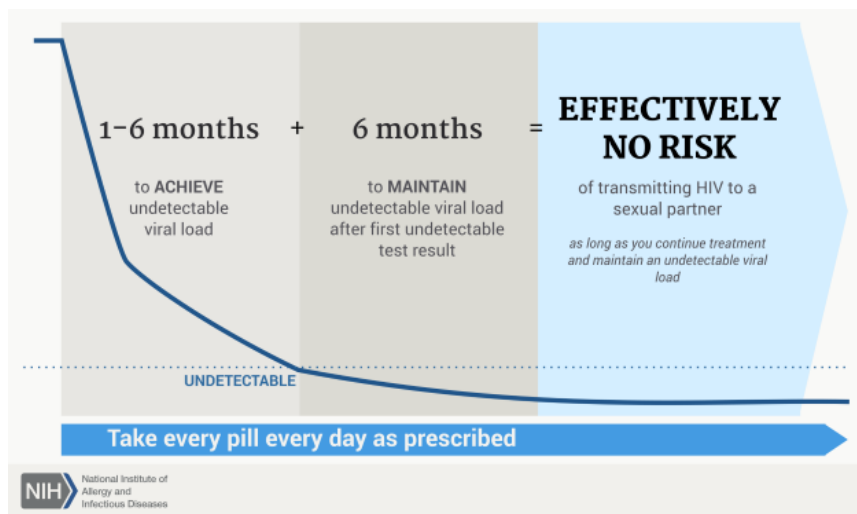 1–6 months + 6 months = EFFECTIVELY
NO RISK
to ACHIEVE
undetectable
viral load
to MAINTAIN
undetectable viral load
after first undetectable
test result
of transmitting HIV to a
sexual partner
as long as you continue treatment
and maintain an undetectable viral
load
UNDETECTABLE
Take every pill every day as prescribed
NIH
National Institute of
Allergy and
Infectious Diseases